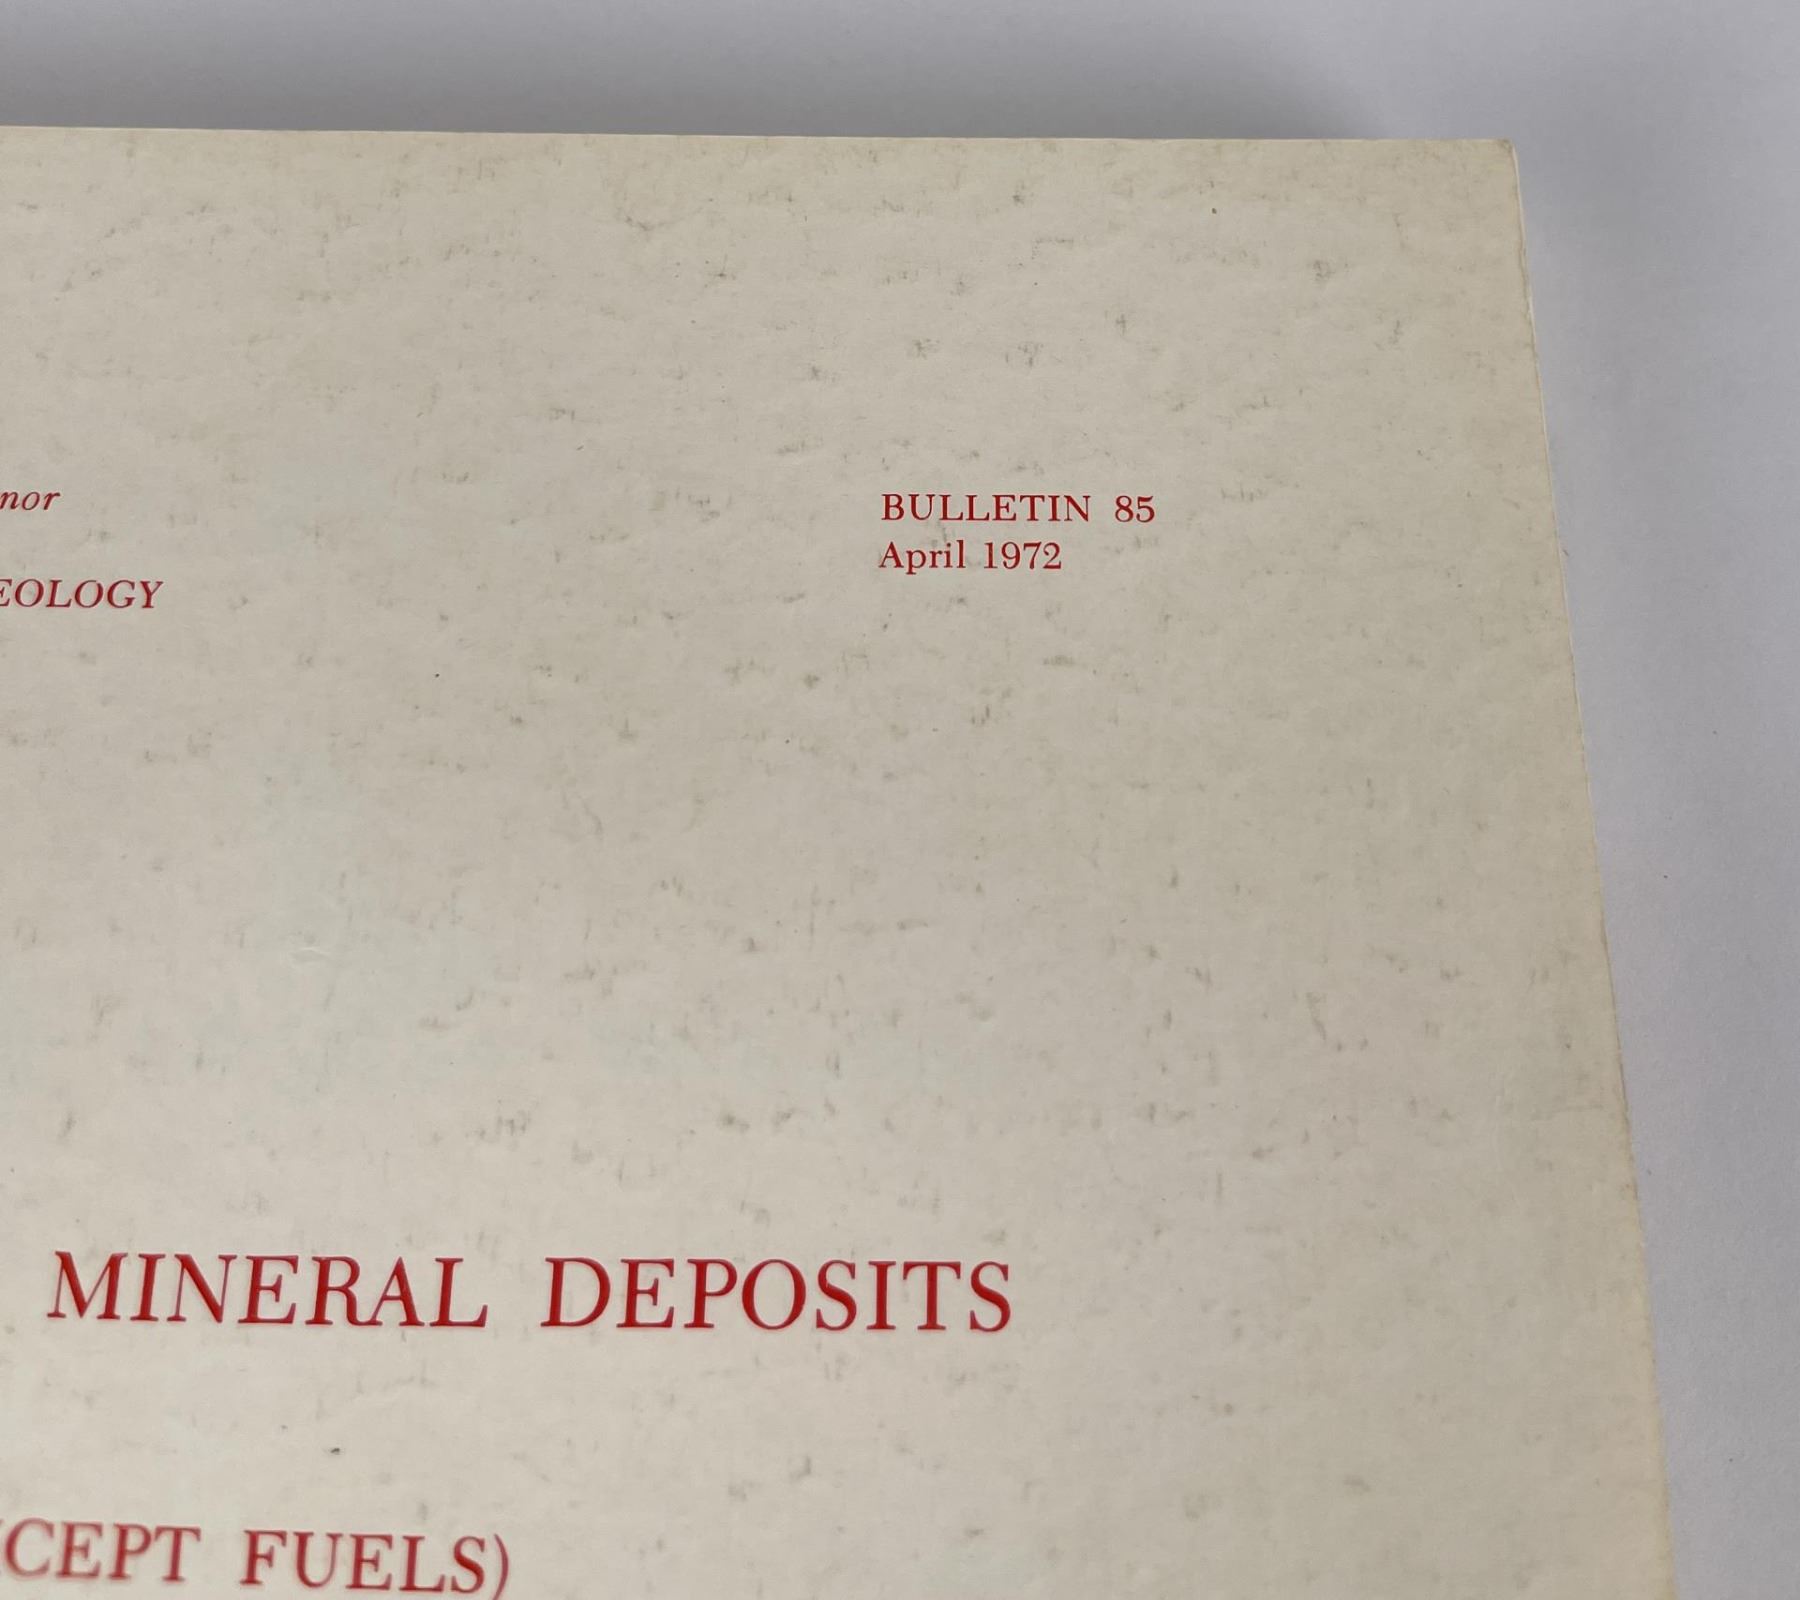 nor
BULLETIN 85
April 1972
EOLOGY
MINERAL DEPOSITS
CEPT FUELS)